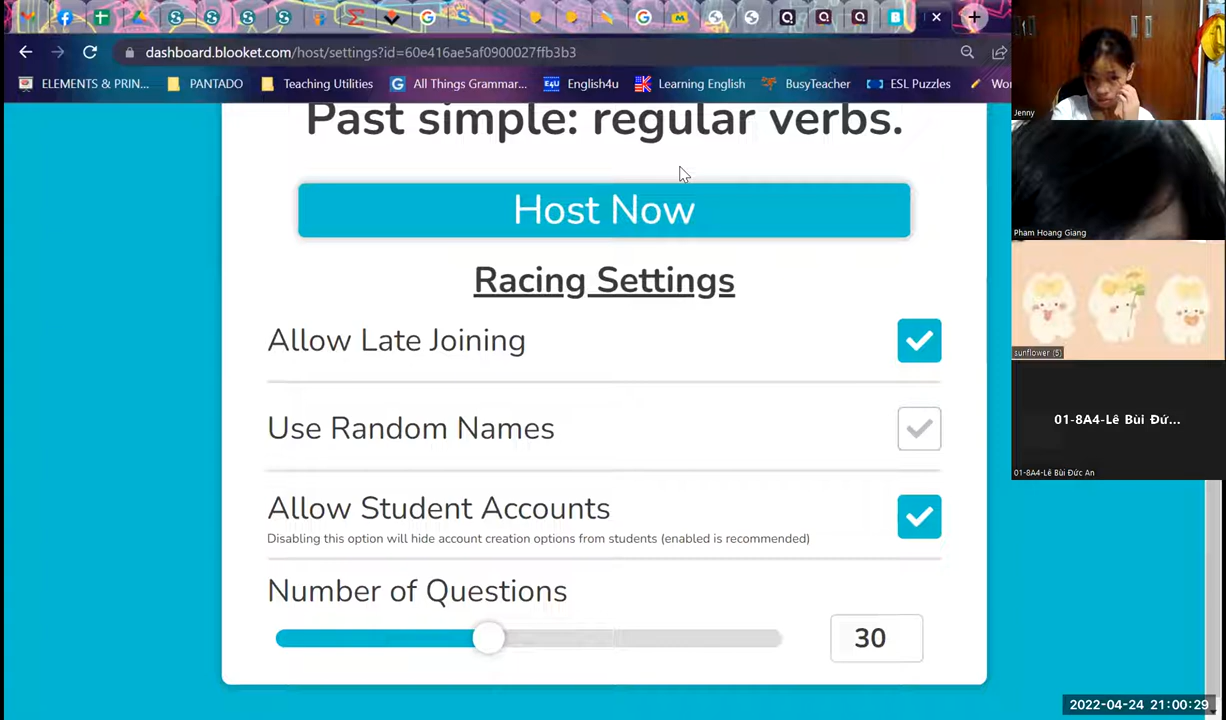 dashboard.blooket.com/host/settings?id=60e416ae5af0900027ffb3b3
ELEMENTS & PRIN...
PANTADO
Teaching Utilities
All Things Grammar...
English4u
Learning English
BusyTeacher
ESL Puzzles
Wor
Past simple: regular verbs.
Host Now
Racing Settings
Allow Late Joining
Use Random Names
Allow Student Accounts
Disabling this option will hide account creation options from students (enabled is recommended)
Number of Questions
30
Jenny
Pham Hoang Giang
sunflower (5)
01-8A4-Lê Bùi Đứ...
01-8A4-Lê Bùi Đức An
2022-04-24 21:00:29